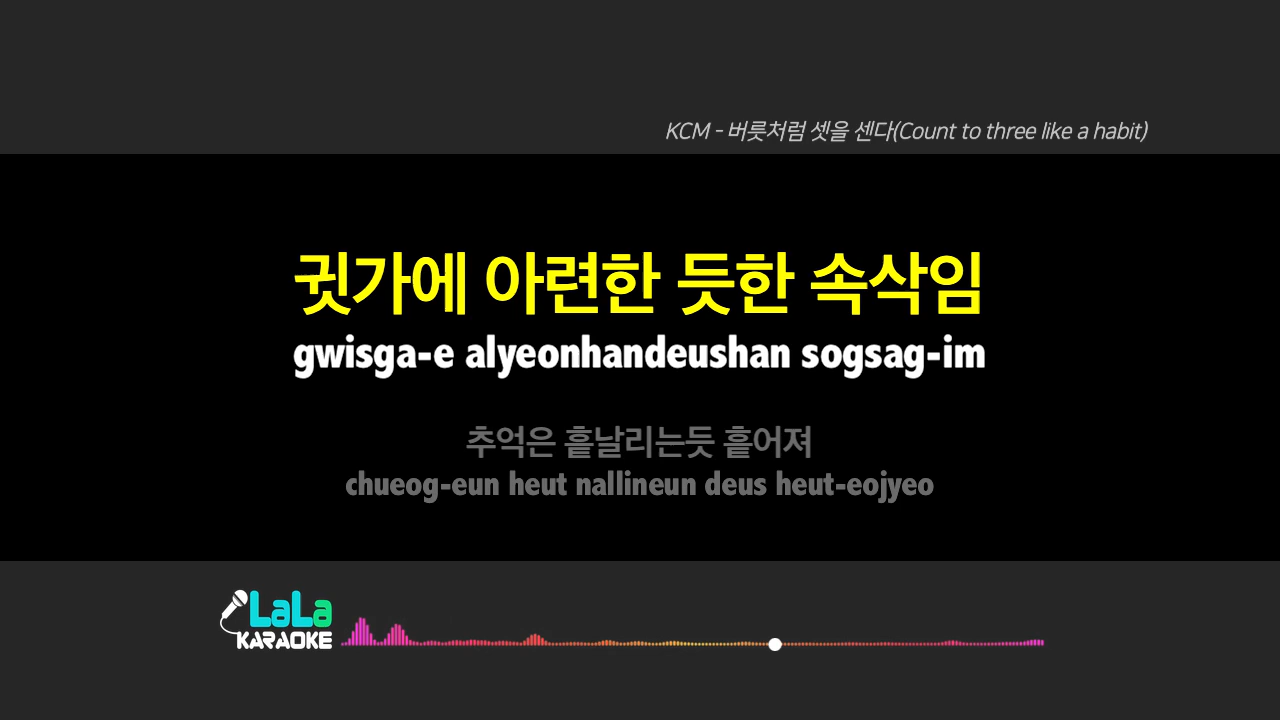 KCM - 버릇처럼 셋을 센다(Count to three like a habit)
귓가에 아련한 듯한 속삭임
gwisga-e alyeonhandeushan sogsag-im
추억은 흩날리는듯 흩어져
chueog-eun heut nallineun deus heut-eojyeo
LaLa
KARAOKE